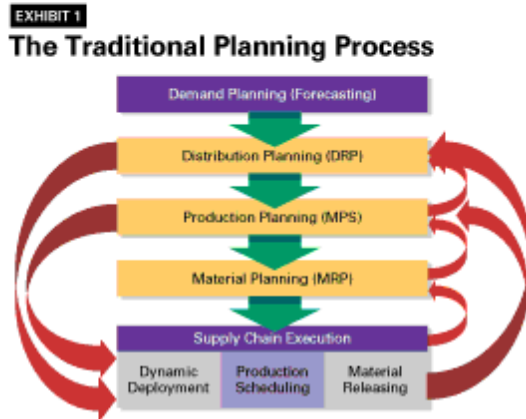 EXHIBIT 1
The Traditional Planning Process
Demand Planning (Forecasting)
Distribution Planning (DRP)
Production Planning (MPS)
Material Planning (MRP)
Supply Chain Execution
Dynamic
Deployment
Production
Scheduling
Material
Releasing